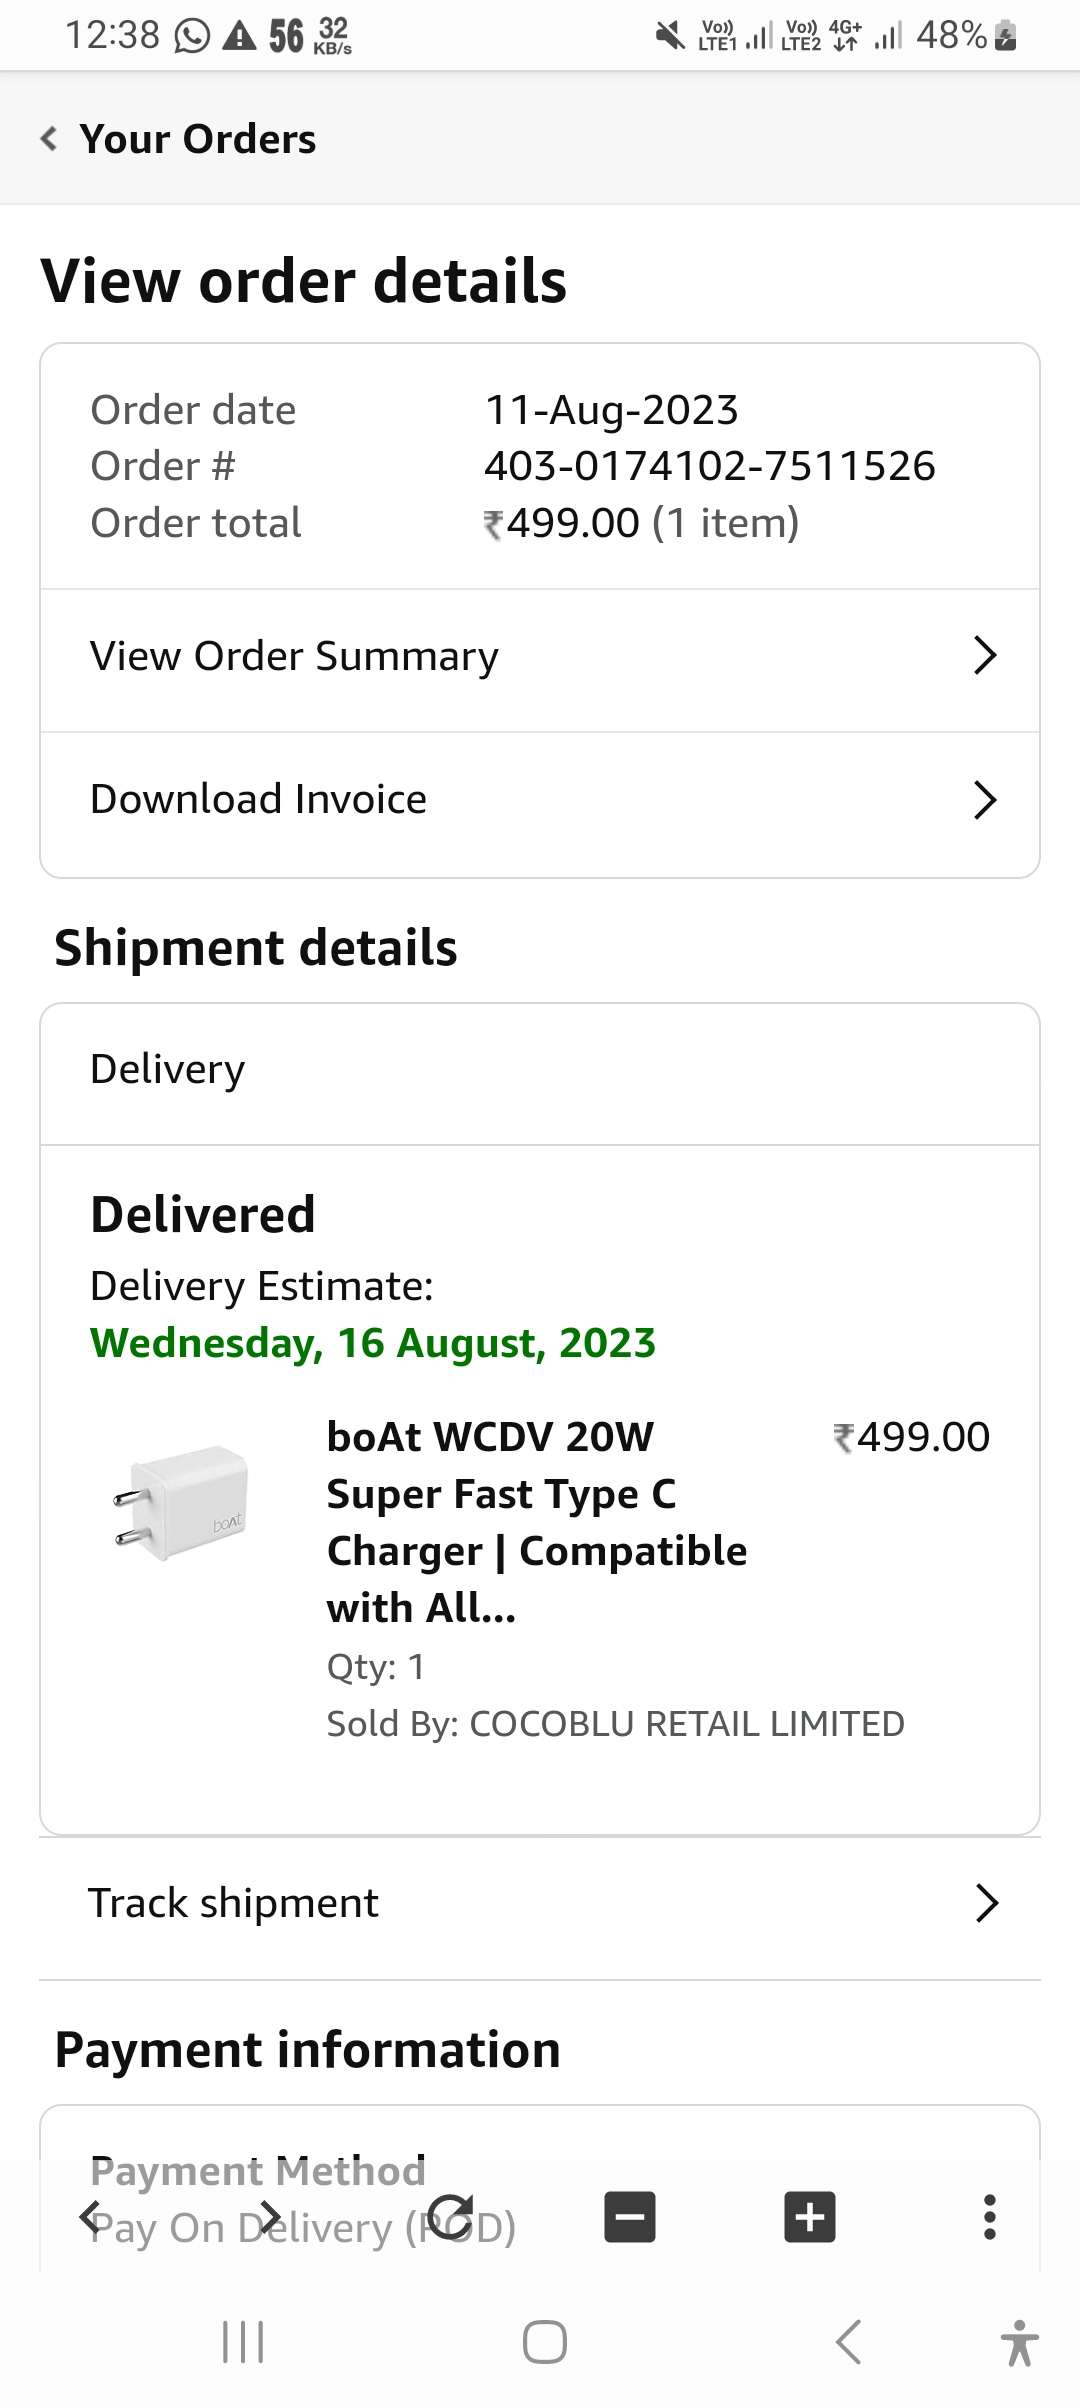 12:38 56 32 KB/s Vo)) LTE1 Vo)) LTE2 4G+ 48%
Your Orders
View order details
Order date 11-Aug-2023
Order # 403-0174102-7511526
Order total ₹499.00 (1 item)
View Order Summary
Download Invoice
Shipment details
Delivery
Delivered
Delivery Estimate:
Wednesday, 16 August, 2023
boAt
boAt WCDV 20W ₹499.00
Super Fast Type C
Charger | Compatible
with All...
Qty: 1
Sold By: COCOBLU RETAIL LIMITED
Track shipment
Payment information
Payment Method
Pay On Delivery (POD)